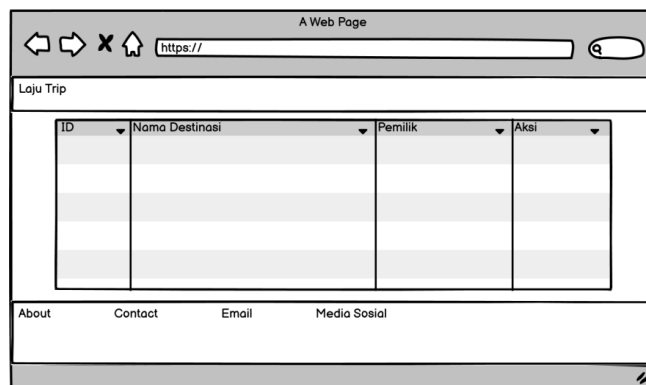 A Web Page
https://
Laju Trip
ID Nama Destinasi Pemilik Aksi
About Contact Email Media Sosial